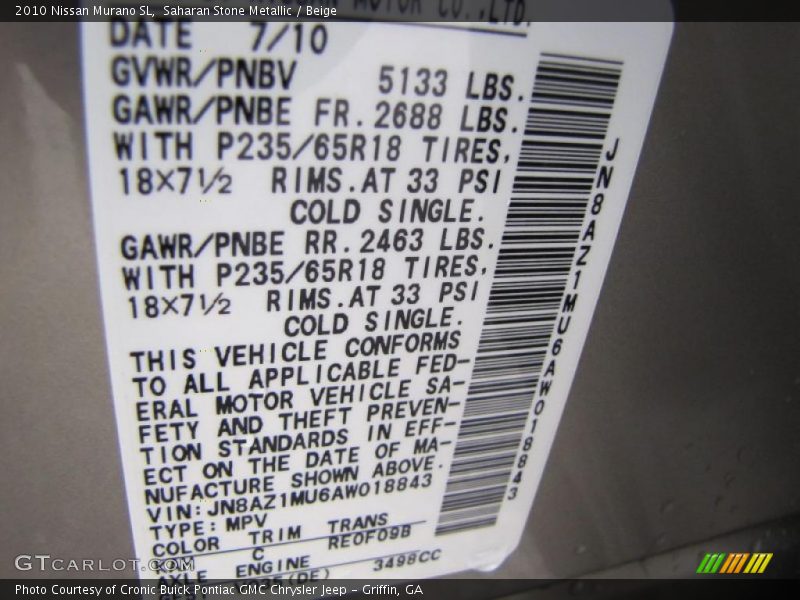 2010 Nissan Murano SL, Saharan Stone Metallic / Beige
MOTOR CO.,LTD.
DATE 7/10
GVWR/PNBV 5133 LBS.
GAWR/PNBE FR. 2688 LBS.
WITH P235/65R18 TIRES,
18×7½ RIMS.AT 33 PSI
COLD SINGLE.
GAWR/PNBE RR. 2463 LBS.
WITH P235/65R18 TIRES,
18×7½ RIMS.AT 33 PSI
COLD SINGLE.
THIS VEHICLE CONFORMS
TO ALL APPLICABLE FED-
ERAL MOTOR VEHICLE SA-
FETY AND THEFT PREVEN-
TION STANDARDS IN EFF-
ECT ON THE DATE OF MA-
NUFACTURE SHOWN ABOVE.
VIN:JN8AZ1MU6AW018843
TYPE:MPV
COLOR TRIM TRANS
C RE0F09B
AXLE ENGINE
(DE) 3498CC
JN8AZ1MU6AW018843
GTCARLOT.COM
Photo Courtesy of Cronic Buick Pontiac GMC Chrysler Jeep - Griffin, GA